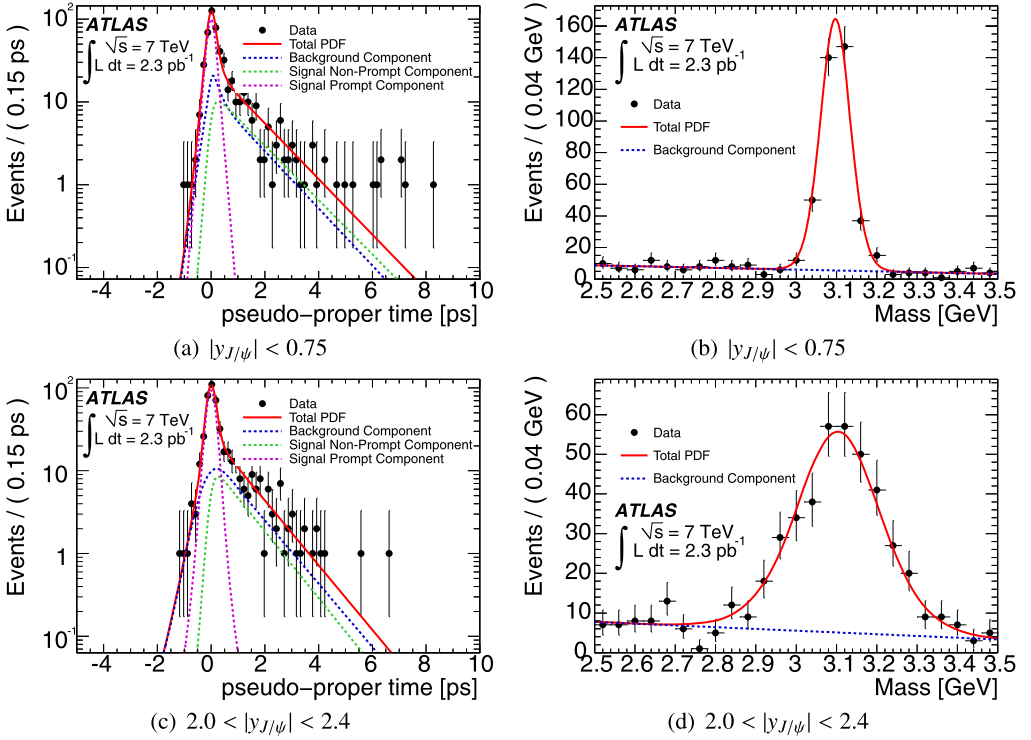 Events / ( 0.15 ps )
10²
10
1
10⁻¹
ATLAS
∫ √s = 7 TeV
L dt = 2.3 pb⁻¹
Data
Total PDF
Background Component
Signal Non-Prompt Component
Signal Prompt Component
-4 -2 0 2 4 6 8 10
pseudo-proper time [ps]
(a) |y_{J/ψ}| < 0.75
Events / ( 0.04 GeV )
160
140
120
100
80
60
40
20
0
ATLAS
∫ √s = 7 TeV
L dt = 2.3 pb⁻¹
Data
Total PDF
Background Component
2.5 2.6 2.7 2.8 2.9 3 3.1 3.2 3.3 3.4 3.5
Mass [GeV]
(b) |y_{J/ψ}| < 0.75
Events / ( 0.15 ps )
10²
10
1
10⁻¹
ATLAS
∫ √s = 7 TeV
L dt = 2.3 pb⁻¹
Data
Total PDF
Background Component
Signal Non-Prompt Component
Signal Prompt Component
-4 -2 0 2 4 6 8 10
pseudo-proper time [ps]
(c) 2.0 < |y_{J/ψ}| < 2.4
Events / ( 0.04 GeV )
60
50
40
30
20
10
0
Data
Total PDF
Background Component
ATLAS
∫ √s = 7 TeV
L dt = 2.3 pb⁻¹
2.5 2.6 2.7 2.8 2.9 3 3.1 3.2 3.3 3.4 3.5
Mass [GeV]
(d) 2.0 < |y_{J/ψ}| < 2.4